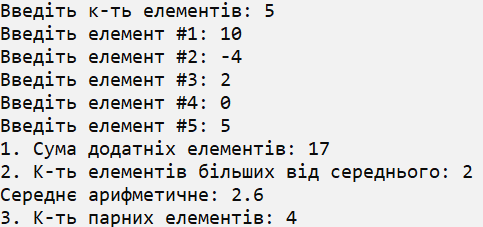 Введіть к-ть елементів: 5
Введіть елемент #1: 10
Введіть елемент #2: -4
Введіть елемент #3: 2
Введіть елемент #4: 0
Введіть елемент #5: 5
1. Сума додатніх елементів: 17
2. К-ть елементів більших від середнього: 2
Середнє арифметичне: 2.6
3. К-ть парних елементів: 4